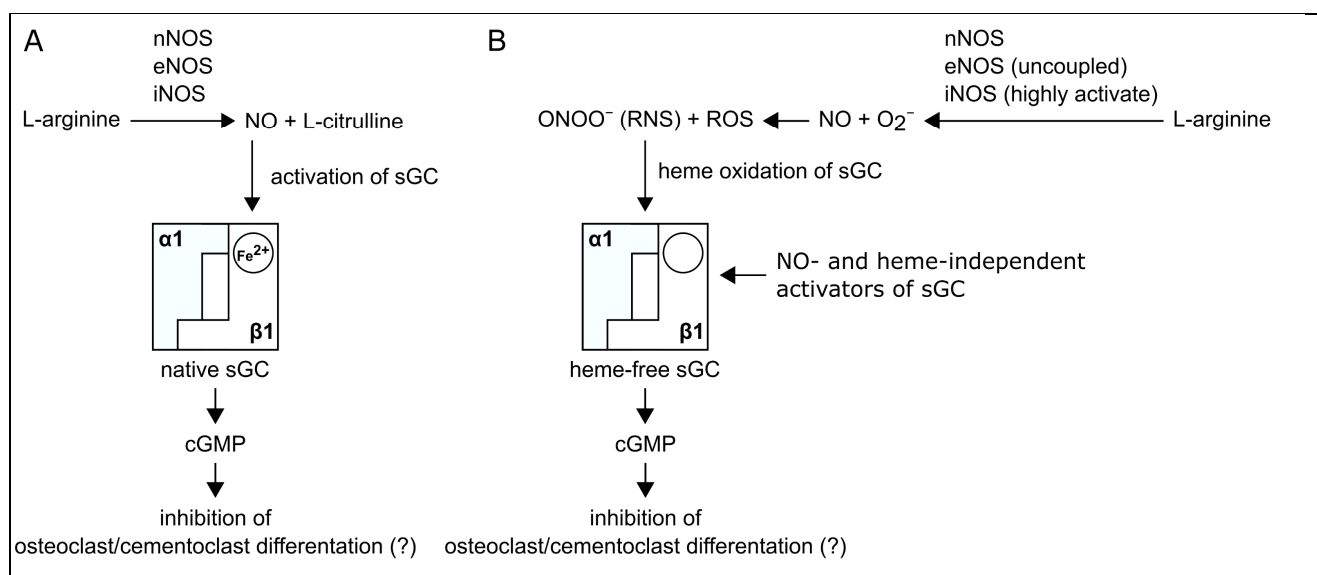 A
nNOS
eNOS
iNOS
L-arginine
NO + L-citrulline
activation of sGC
α1
Fe²⁺
β1
native sGC
cGMP
inhibition of
osteoclast/cementoclast differentation (?)
B
nNOS
eNOS (uncoupled)
iNOS (highly activate)
ONOO⁻ (RNS) + ROS
NO + O₂⁻
L-arginine
heme oxidation of sGC
α1
β1
NO- and heme-independent
activators of sGC
heme-free sGC
cGMP
inhibition of
osteoclast/cementoclast differentation (?)